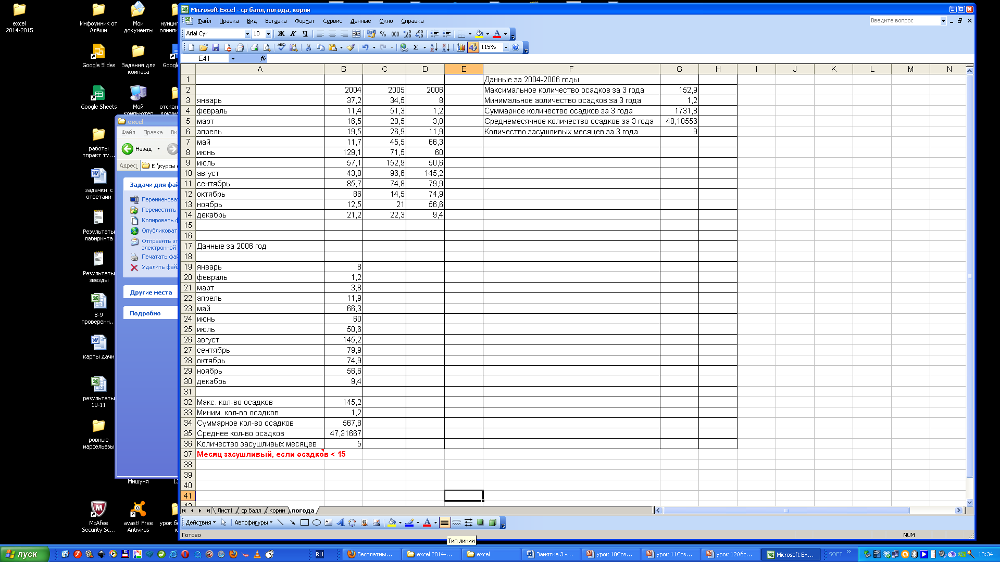 Microsoft Excel - ср балл, погода, корни
Файл Правка Вид Вставка Формат Сервис Данные Окно Справка
Введите вопрос
Arial Cyr 10 Ж К Ч % 000
115%
E41 fx
A B C D E F G H I J K L M N
1 Данные за 2004-2006 годы
2 2004 2005 2006 Максимальное количество осадков за 3 года 152,9
3 январь 37,2 34,5 8 Минимальное аоличество осадков за 3 года 1,2
4 февраль 11,4 51,3 1,2 Суммарное количество осадков за 3 года 1731,8
5 март 16,5 20,5 3,8 Среднемесячное количество осадков за 3 года 48,10556
6 апрель 19,5 26,9 11,9 Количество засушливых месяцев за 3 года 9
7 май 11,7 45,5 66,3
8 июнь 129,1 71,5 60
9 июль 57,1 152,9 50,6
10 август 43,8 96,6 145,2
11 сентябрь 85,7 74,8 79,9
12 октябрь 86 14,5 74,9
13 ноябрь 12,5 21 56,6
14 декабрь 21,2 22,3 9,4
15
16
17 Данные за 2006 год
18
19 январь 8
20 февраль 1,2
21 март 3,8
22 апрель 11,9
23 май 66,3
24 июнь 60
25 июль 50,6
26 август 145,2
27 сентябрь 79,9
28 октябрь 74,9
29 ноябрь 56,6
30 декабрь 9,4
31
32 Макс. кол-во осадков 145,2
33 Миним. кол-во осадков 1,2
34 Суммарное кол-во осадков 567,8
35 Среднее кол-во осадков 47,31667
36 Количество засушливых месяцев 5
37 Месяц засушливый, если осадков < 15
38
39
40
41
42
Лист1 ср балл корни погода
Действия Автофигуры
Готово NUM
Тип линии
excel
2014-2015
Инфоумник от
Алёши
Мои
документы
Google Slides
Задания для
компаса
Google Sheets
Мой
компьютер
работы
тпракт ту...
задачки с
ответами
Результаты
лабиринта
Результаты
звезды
8-9
проверенн...
карты дачи
результаты
10-11
ровные
марсельезы
Мишуня
McAfee
Security Sc...
avast! Free
Antivirus
excel
Файл Правка
Назад
Адрес: E:\курсы
Задачи для
Переименова
Переместить
Копировать
Опубликоват
Отправить
электронной
Печатать
Удалить
Другие места
Подробно
пуск RU Бесплатны... excel 2014-... excel Занятие 3 -... урок 10Соз... урок 11Соз... урок 12Абс... Microsoft Ex... SOFT 13:34